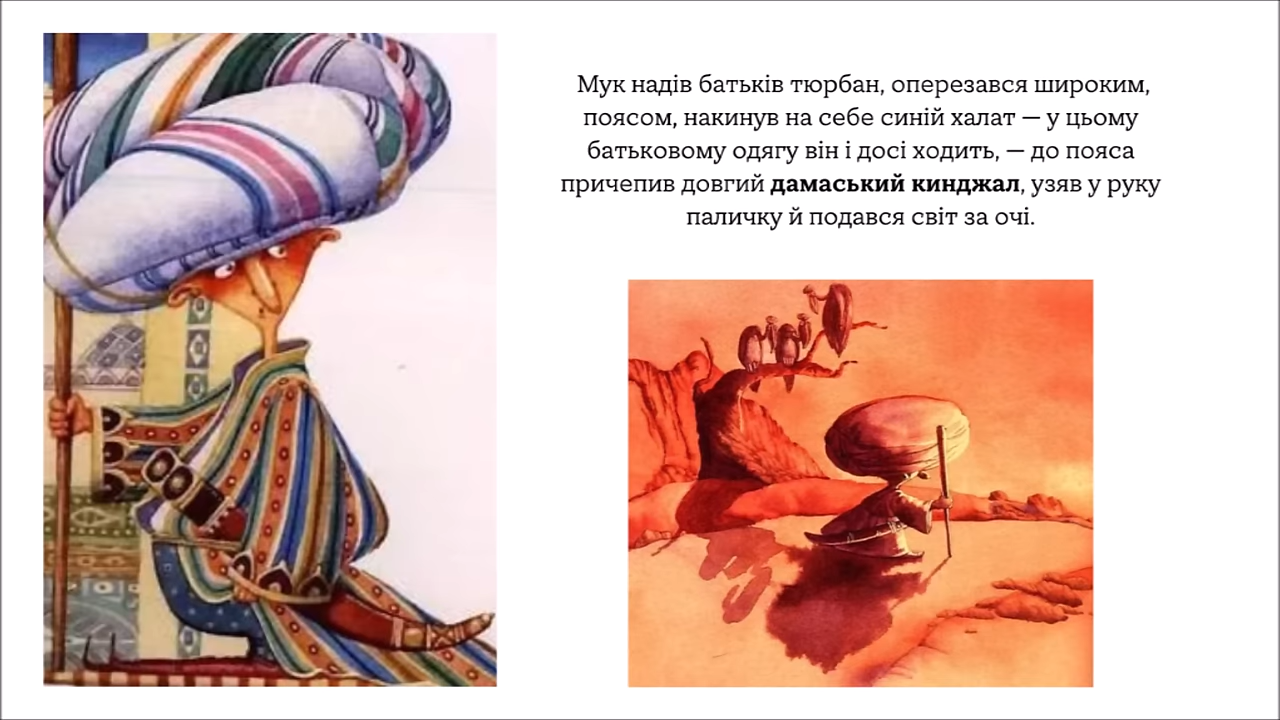 Мук надів батьків тюрбан, оперезався широким,
поясом, накинув на себе синій халат — у цьому
батьковому одягу він і досі ходить, — до пояса
причепив довгий дамаський кинджал, узяв у руку
паличку й подався світ за очі.